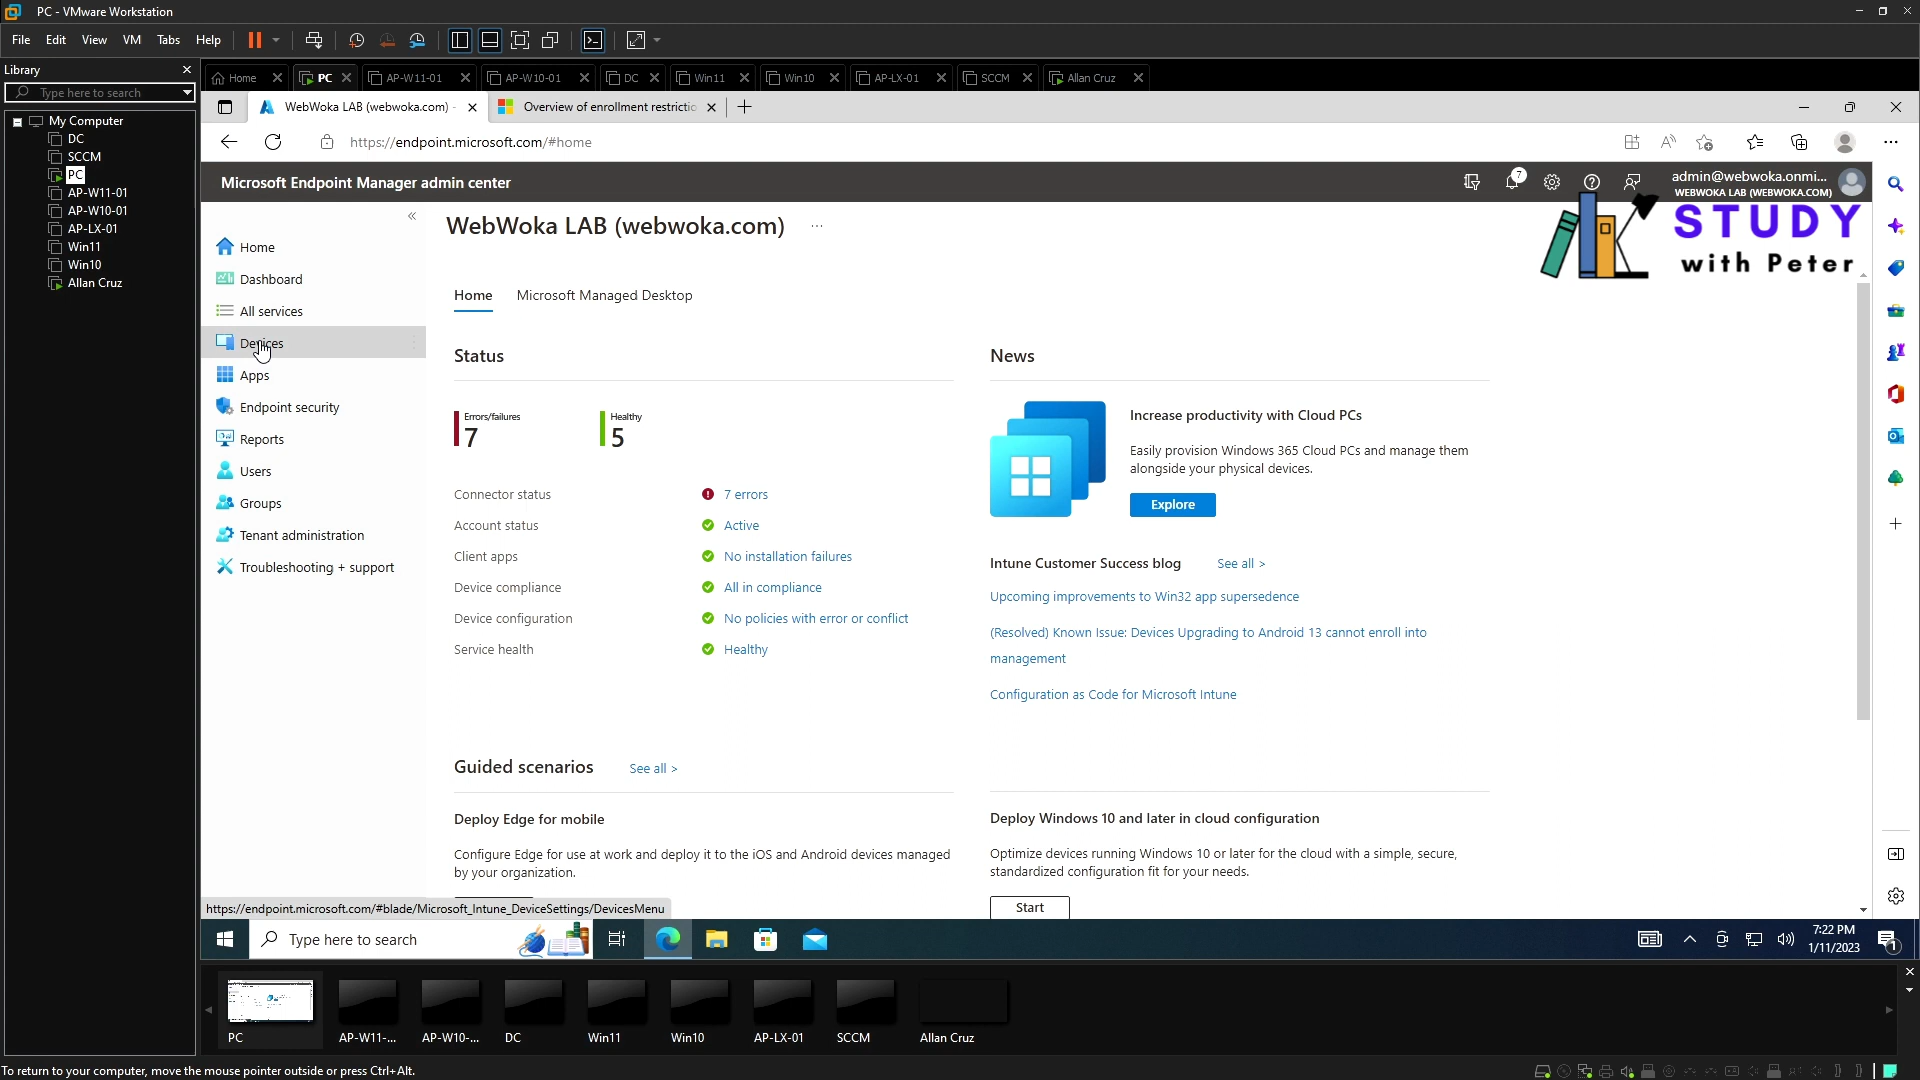 PC - VMware Workstation
File Edit View VM Tabs Help
Library
Type here to search
My Computer
DC
SCCM
PC
AP-W11-01
AP-W10-01
AP-LX-01
Win11
Win10
Allan Cruz
Home PC AP-W11-01 AP-W10-01 DC Win11 Win10 AP-LX-01 SCCM Allan Cruz
WebWoka LAB (webwoka.com) - Overview of enrollment restrictio
https://endpoint.microsoft.com/#home
Microsoft Endpoint Manager admin center
7
admin@webwoka.onmi...
WEBWOKA LAB (WEBWOKA.COM)
STUDY
with Peter
Home
Dashboard
All services
Devices
Apps
Endpoint security
Reports
Users
Groups
Tenant administration
Troubleshooting + support
WebWoka LAB (webwoka.com) ...
Home Microsoft Managed Desktop
Status
Errors/failures
7
Healthy
5
Connector status 7 errors
Account status Active
Client apps No installation failures
Device compliance All in compliance
Device configuration No policies with error or conflict
Service health Healthy
News
Increase productivity with Cloud PCs
Easily provision Windows 365 Cloud PCs and manage them
alongside your physical devices.
Explore
Intune Customer Success blog See all >
Upcoming improvements to Win32 app supersedence
(Resolved) Known Issue: Devices Upgrading to Android 13 cannot enroll into
management
Configuration as Code for Microsoft Intune
Guided scenarios See all >
Deploy Edge for mobile
Configure Edge for use at work and deploy it to the iOS and Android devices managed
by your organization.
Deploy Windows 10 and later in cloud configuration
Optimize devices running Windows 10 or later for the cloud with a simple, secure,
standardized configuration fit for your needs.
Start
https://endpoint.microsoft.com/#blade/Microsoft_Intune_DeviceSettings/DevicesMenu
Type here to search
7:22 PM
1/11/2023
1
PC AP-W11-... AP-W10-... DC Win11 Win10 AP-LX-01 SCCM Allan Cruz
To return to your computer, move the mouse pointer outside or press Ctrl+Alt.